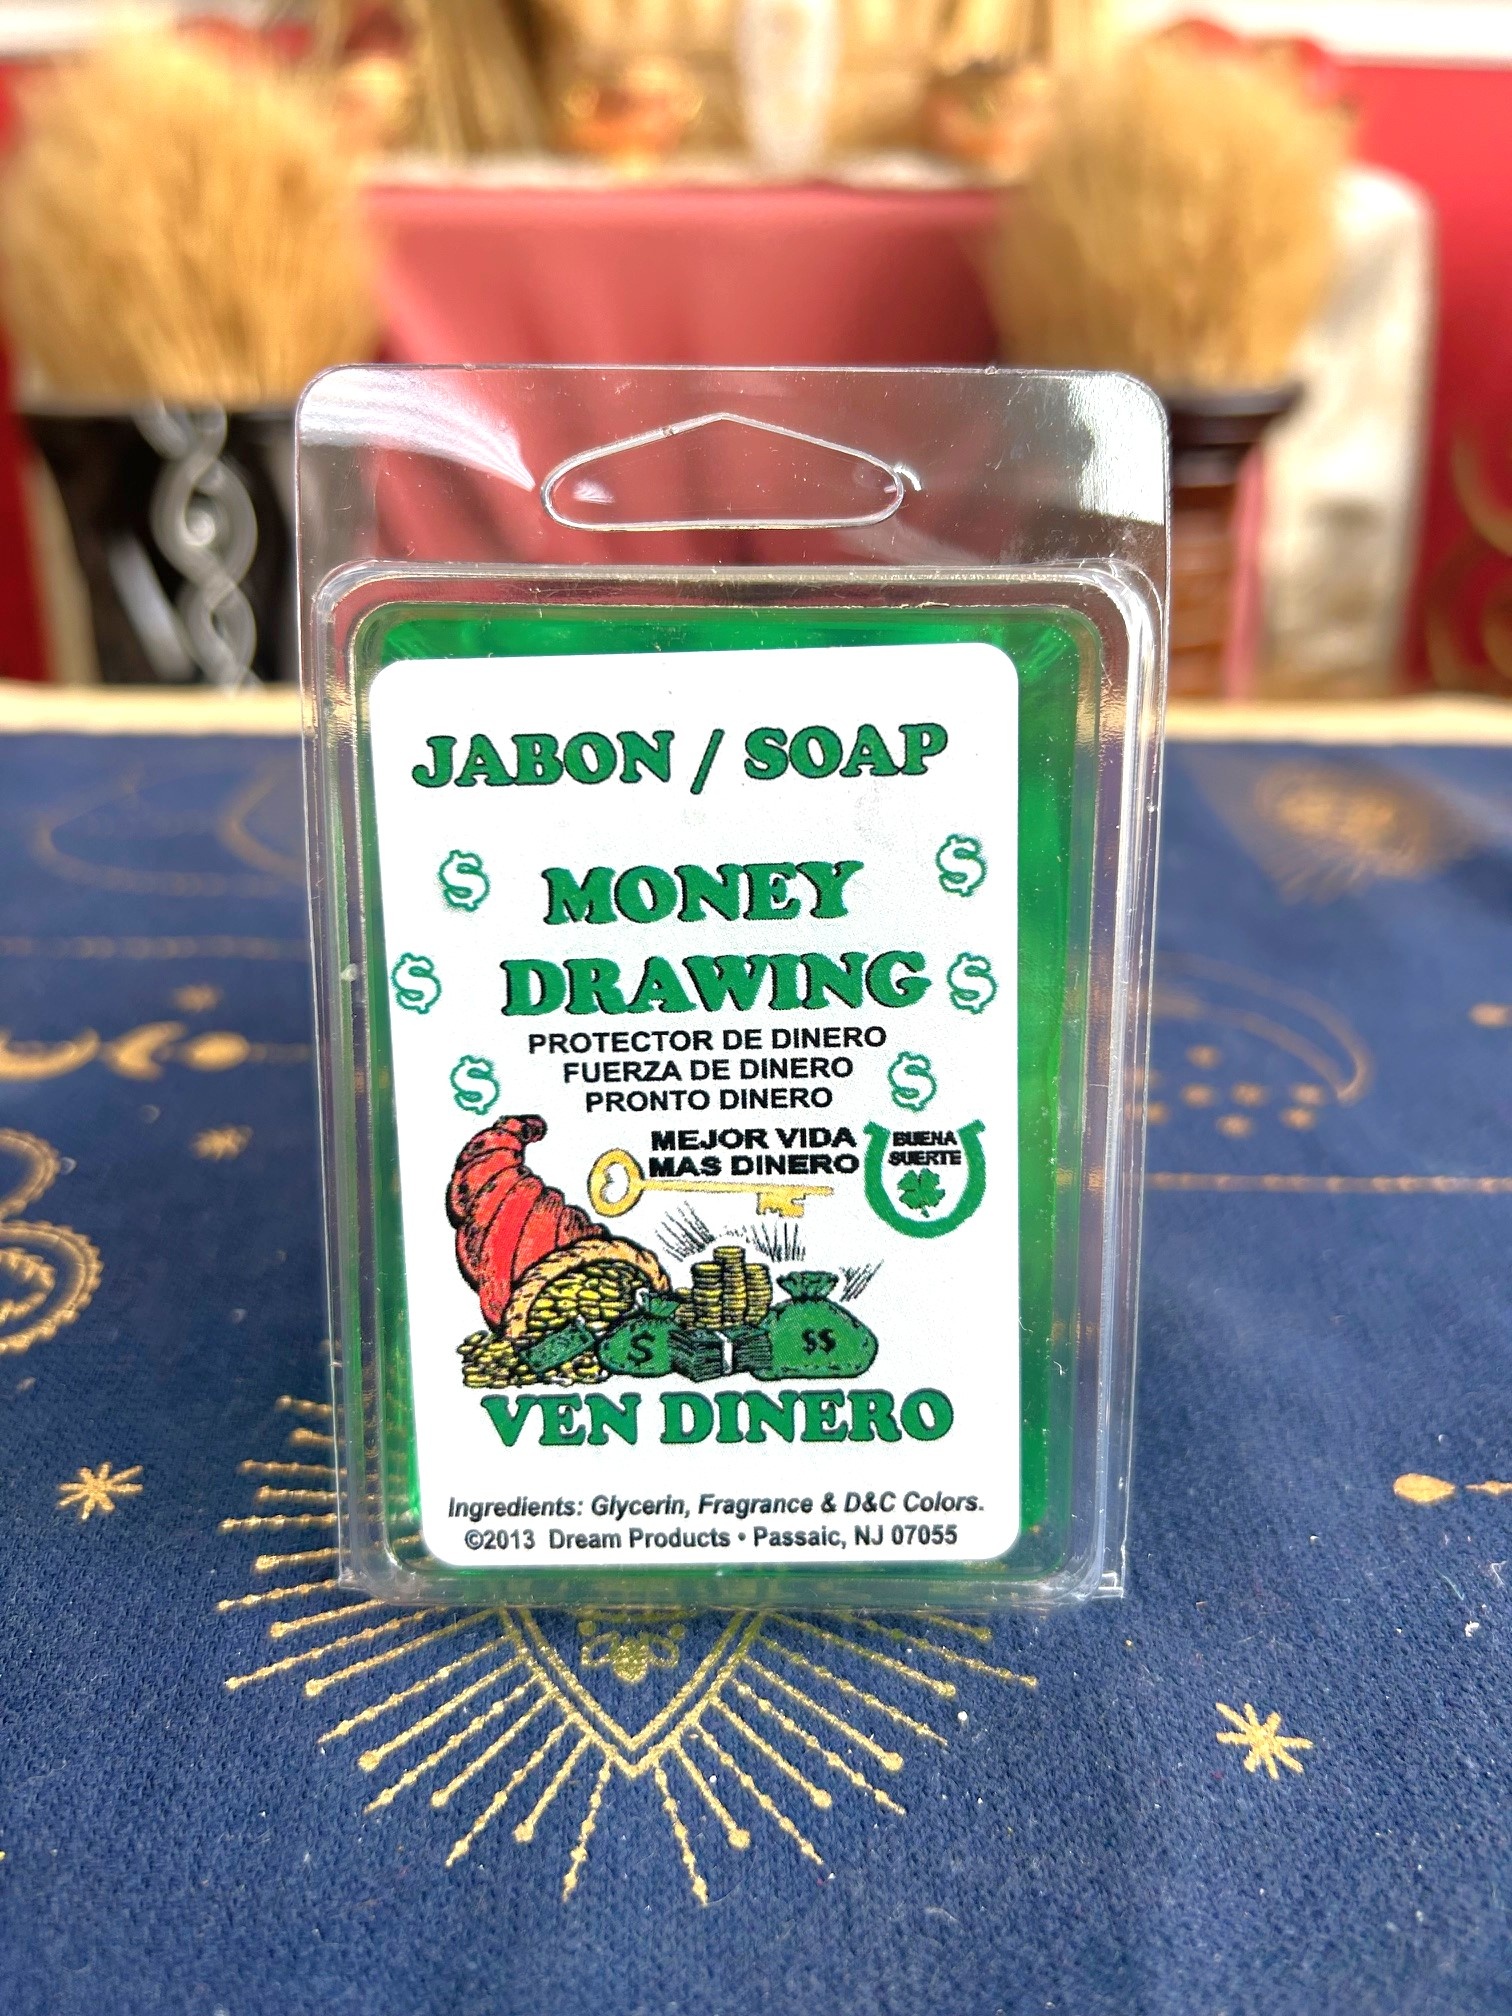 JABON / SOAP
$ $
MONEY
$ DRAWING $
PROTECTOR DE DINERO
FUERZA DE DINERO
$ PRONTO DINERO $
MEJOR VIDA
MAS DINERO
BUENA
SUERTE
$ $$
VEN DINERO
Ingredients: Glycerin, Fragrance & D&C Colors.
©2013 Dream Products • Passaic, NJ 07055